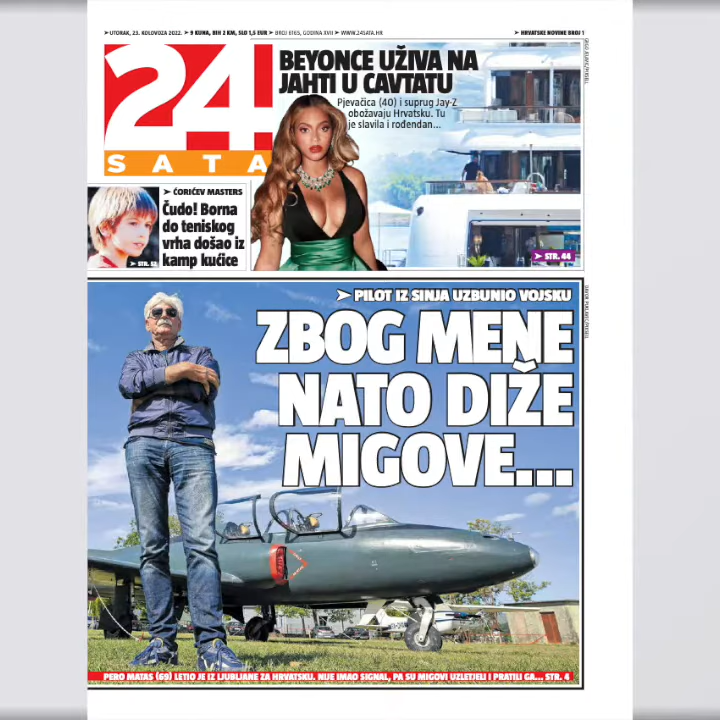 UTORAK, 23. KOLOVOZA 2022. ➤ 9 KUNA, BIH 2 KM, SLO 1,5 EUR ➤ BROJ 6165, GODINA XVII ➤ WWW.24SATA.HR
➤ HRVATSKE NOVINE BROJ 1
24
SATA
BEYONCE UŽIVA NA
JAHTI U CAVTATU
Pjevačica (40) i suprug Jay-Z
obožavaju Hrvatsku. Tu
je slavila i rođendan...
➤ STR. 44
➤ ĆORIĆEV MASTERS
Čudo! Borna
do teniskog
vrha došao iz
kamp kućice
➤ PILOT IZ SINJA UZBUNIO VOJSKU
ZBOG MENE
NATO DIŽE
MIGOVE...
PERO MATAS (69) LETIO JE IZ LJUBLJANE ZA HRVATSKU. NIJE IMAO SIGNAL, PA SU MIGOVI UZLETJELI I PRATILI GA... STR. 4